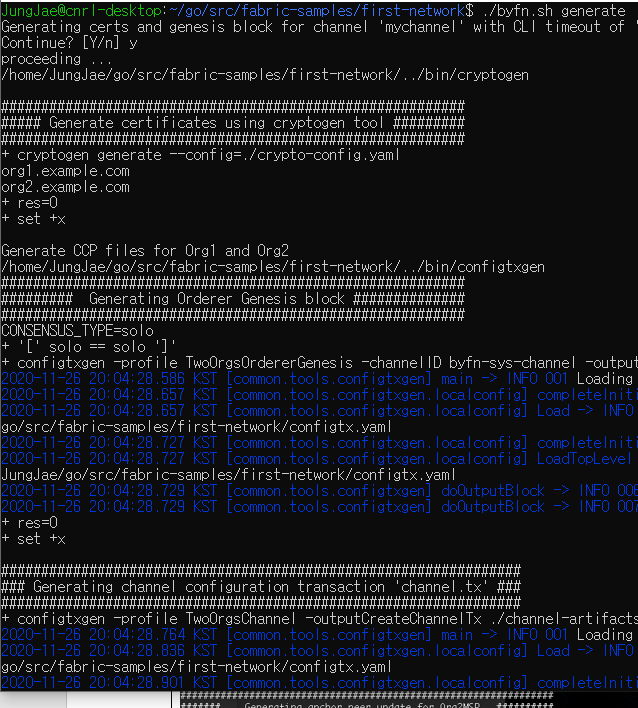 JungJae@cnrl-desktop:~/go/src/fabric-samples/first-network$ ./byfn.sh generate
Generating certs and genesis block for channel 'mychannel' with CLI timeout of '
Continue? [Y/n] y
proceeding ...
/home/JungJae/go/src/fabric-samples/first-network/../bin/cryptogen
##########################################################
##### Generate certificates using cryptogen tool #########
##########################################################
+ cryptogen generate --config=./crypto-config.yaml
org1.example.com
org2.example.com
+ res=0
+ set +x
Generate CCP files for Org1 and Org2
/home/JungJae/go/src/fabric-samples/first-network/../bin/configtxgen
##########################################################
#########  Generating Orderer Genesis block ##############
##########################################################
CONSENSUS_TYPE=solo
+ '[' solo == solo ']'
+ configtxgen -profile TwoOrgsOrdererGenesis -channelID byfn-sys-channel -output
2020-11-26 20:04:28.586 KST [common.tools.configtxgen] main -> INFO 001 Loading
2020-11-26 20:04:28.657 KST [common.tools.configtxgen.localconfig] completeIniti
2020-11-26 20:04:28.657 KST [common.tools.configtxgen.localconfig] Load -> INFO
go/src/fabric-samples/first-network/configtx.yaml
2020-11-26 20:04:28.727 KST [common.tools.configtxgen.localconfig] completeIniti
2020-11-26 20:04:28.727 KST [common.tools.configtxgen.localconfig] LoadTopLevel
JungJae/go/src/fabric-samples/first-network/configtx.yaml
2020-11-26 20:04:28.729 KST [common.tools.configtxgen] doOutputBlock -> INFO 006
2020-11-26 20:04:28.729 KST [common.tools.configtxgen] doOutputBlock -> INFO 007
+ res=0
+ set +x
#################################################################
### Generating channel configuration transaction 'channel.tx' ###
#################################################################
+ configtxgen -profile TwoOrgsChannel -outputCreateChannelTx ./channel-artifacts
2020-11-26 20:04:28.764 KST [common.tools.configtxgen] main -> INFO 001 Loading
2020-11-26 20:04:28.896 KST [common.tools.configtxgen.localconfig] Load -> INFO
go/src/fabric-samples/first-network/configtx.yaml
2020-11-26 20:04:28.901 KST [common.tools.configtxgen.localconfig] completeIniti
#################################################################
#######    Generating anchor peer update for Org2MSP   ##########